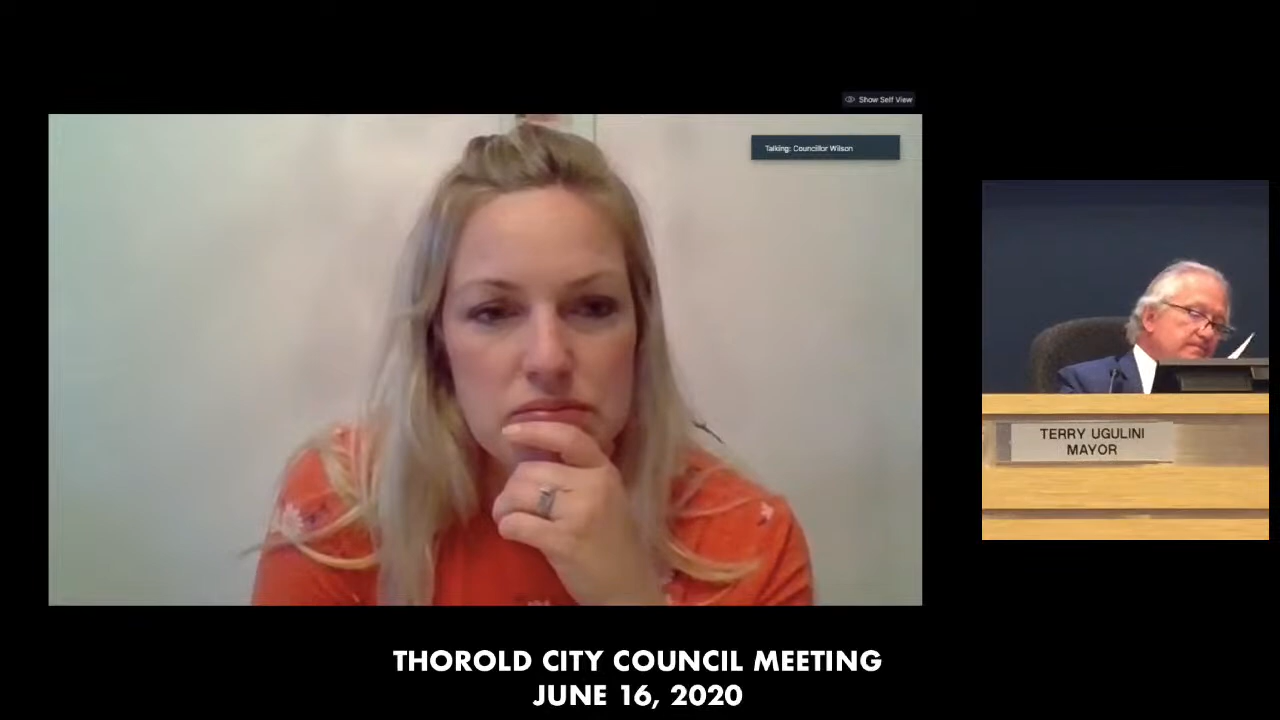 Show Self View
Talking: Councillor Wilson
TERRY UGULINI
MAYOR
THOROLD CITY COUNCIL MEETING
JUNE 16, 2020